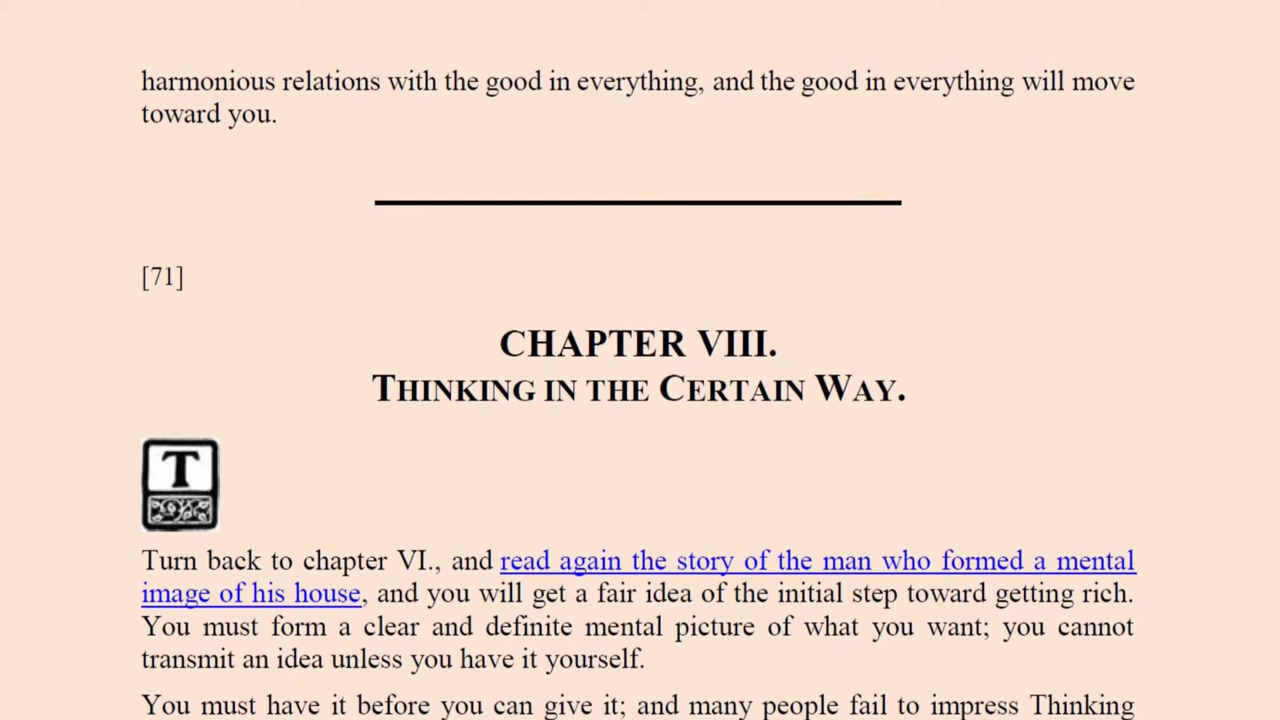 harmonious relations with the good in everything, and the good in everything will move
toward you.
[71]
CHAPTER VIII.
THINKING IN THE CERTAIN WAY.
T
Turn back to chapter VI., and read again the story of the man who formed a mental
image of his house, and you will get a fair idea of the initial step toward getting rich.
You must form a clear and definite mental picture of what you want; you cannot
transmit an idea unless you have it yourself.
You must have it before you can give it; and many people fail to impress Thinking